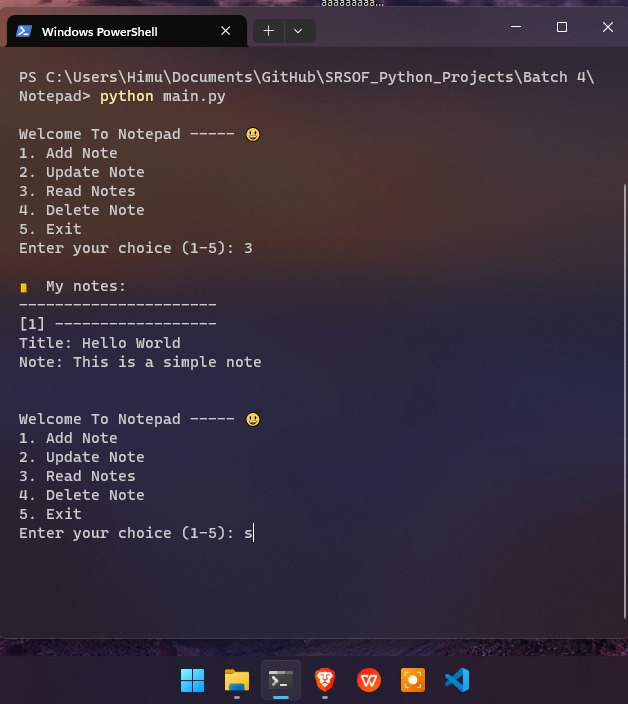 aaaaaaaaa...
Windows PowerShell
PS C:\Users\Himu\Documents\GitHub\SRSOF_Python_Projects\Batch 4\
Notepad> python main.py
Welcome To Notepad ----- 😃
1. Add Note
2. Update Note
3. Read Notes
4. Delete Note
5. Exit
Enter your choice (1-5): 3
My notes:
----------------------
[1] ------------------
Title: Hello World
Note: This is a simple note
Welcome To Notepad ----- 😃
1. Add Note
2. Update Note
3. Read Notes
4. Delete Note
5. Exit
Enter your choice (1-5): s